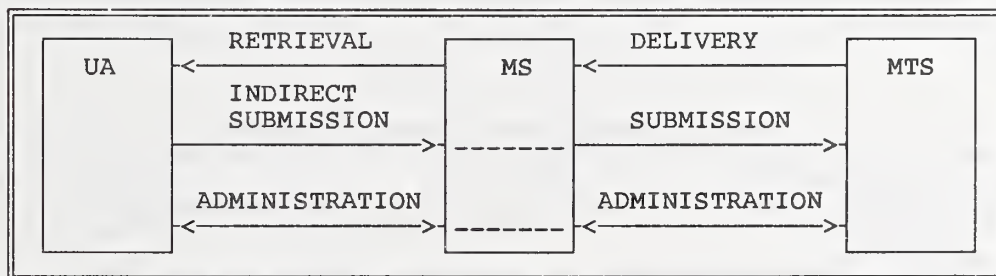 RETRIEVAL DELIVERY
UA MS MTS
INDIRECT
SUBMISSION SUBMISSION
ADMINISTRATION ADMINISTRATION